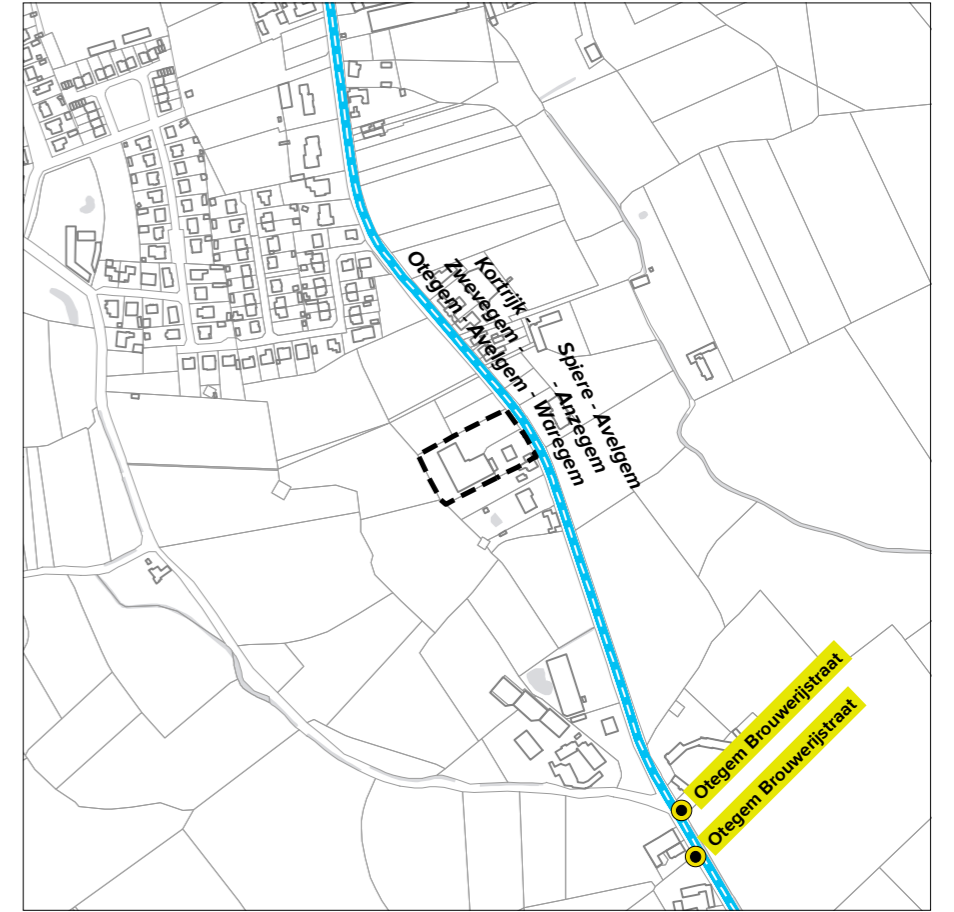 Kortrijk - Spiere - Avelgem
Zwevegem - - Anzegem
Otegem - Avelgem - Waregem
Otegem Brouwerijstraat
Otegem Brouwerijstraat